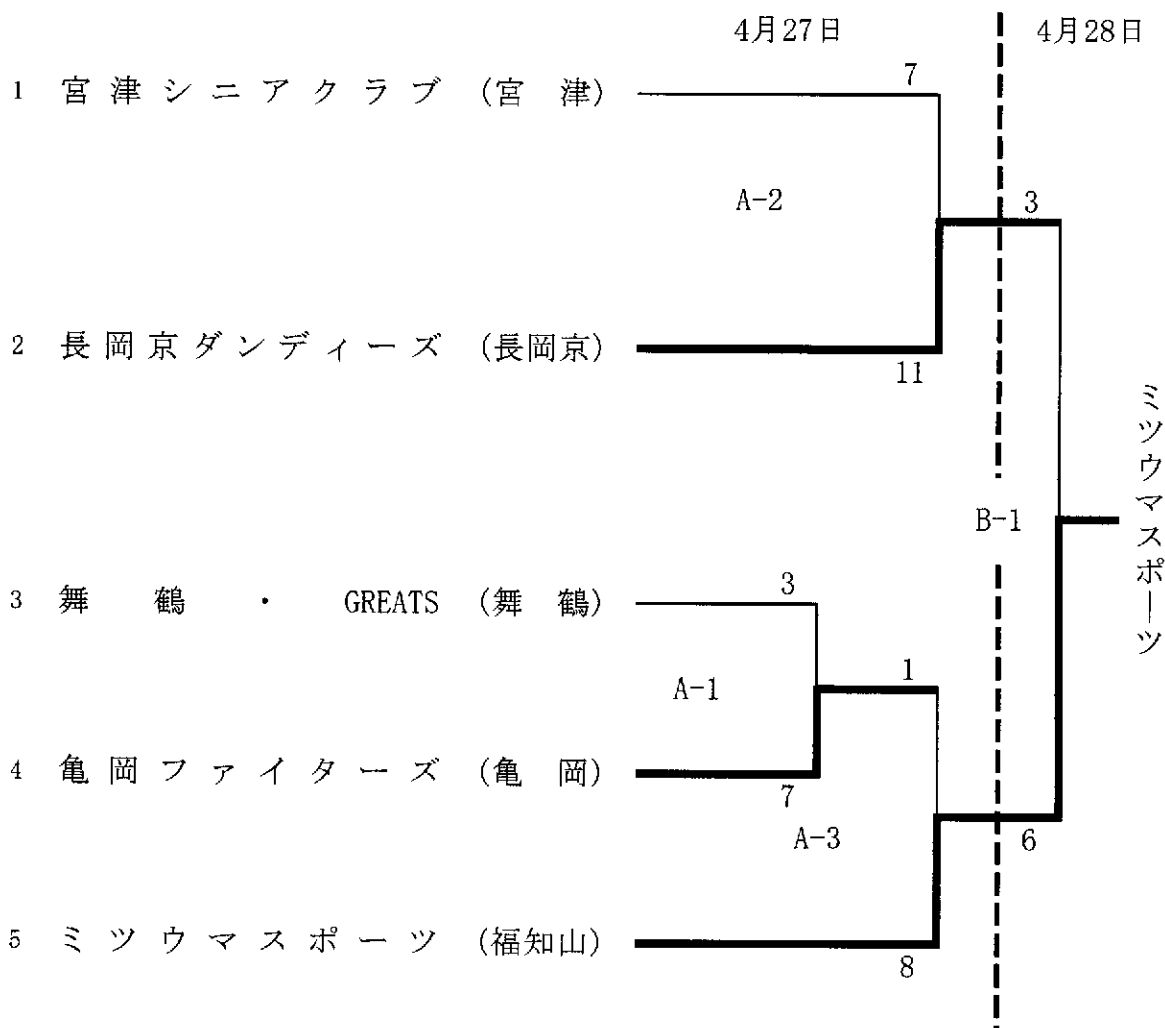 4月27日 4月28日
7
1 宮津シニアクラブ (宮 津)
A-2
3
2 長岡京ダンディーズ (長岡京)
11
ミツウマスポーツ
B-1
3
3 舞 鶴 ・ GREATS (舞 鶴)
1
A-1
4 亀岡ファイターズ (亀 岡)
7
A-3
6
5 ミツウマスポーツ (福知山)
8